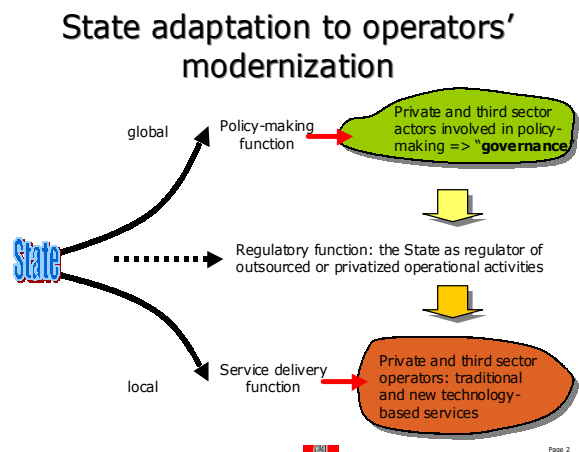 State adaptation to operators’
modernization
global
Policy-making
function
Private and third sector
actors involved in policy-
making => “governance
State
Regulatory function: the State as regulator of
outsourced or privatized operational activities
local
Service delivery
function
Private and third sector
operators: traditional
and new technology-
based services
Page 2